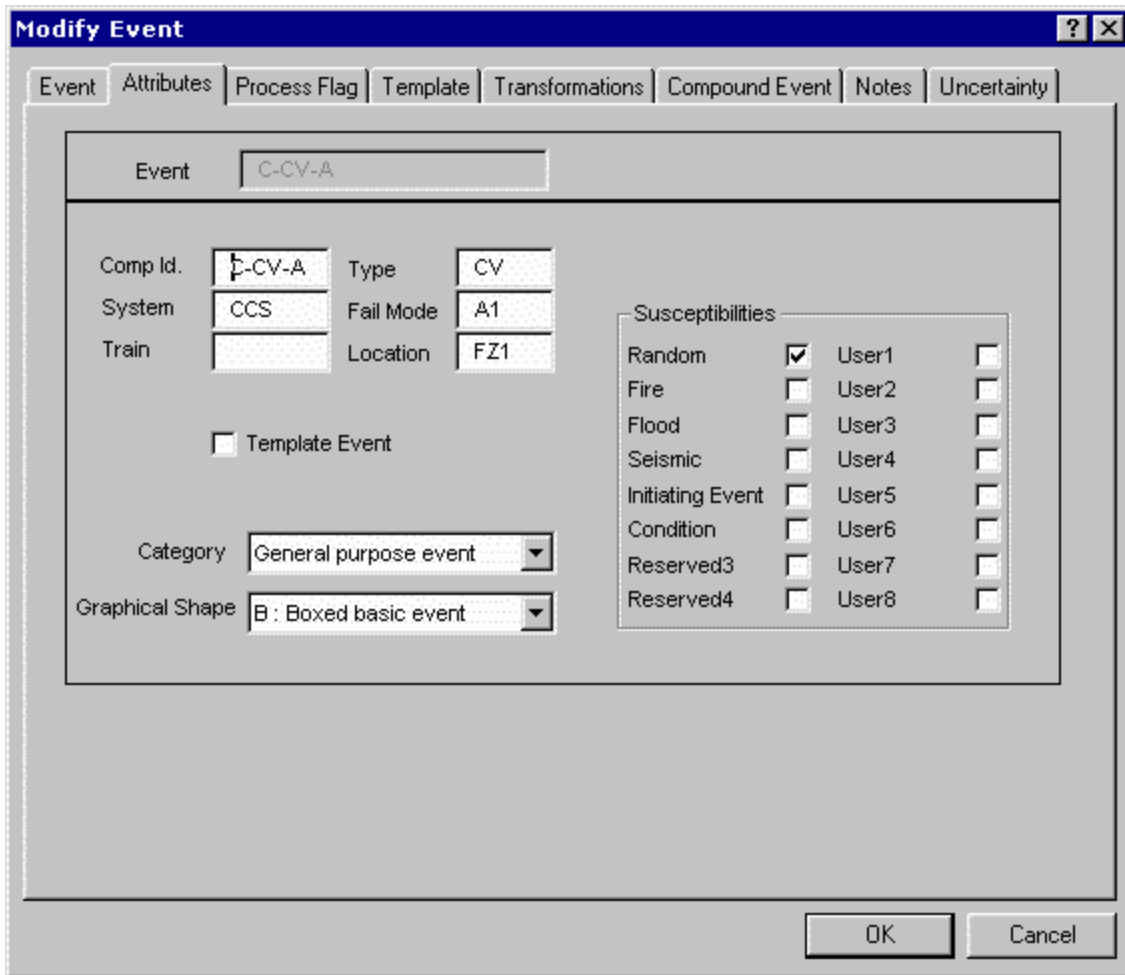 Modify Event
Event Attributes Process Flag Template Transformations Compound Event Notes Uncertainty
Event C-CV-A
Comp Id. C-CV-A Type CV
System CCS Fail Mode A1
Train Location FZ1
Template Event
Category General purpose event
Graphical Shape B : Boxed basic event
Susceptibilities
Random User1
Fire User2
Flood User3
Seismic User4
Initiating Event User5
Condition User6
Reserved3 User7
Reserved4 User8
OK Cancel